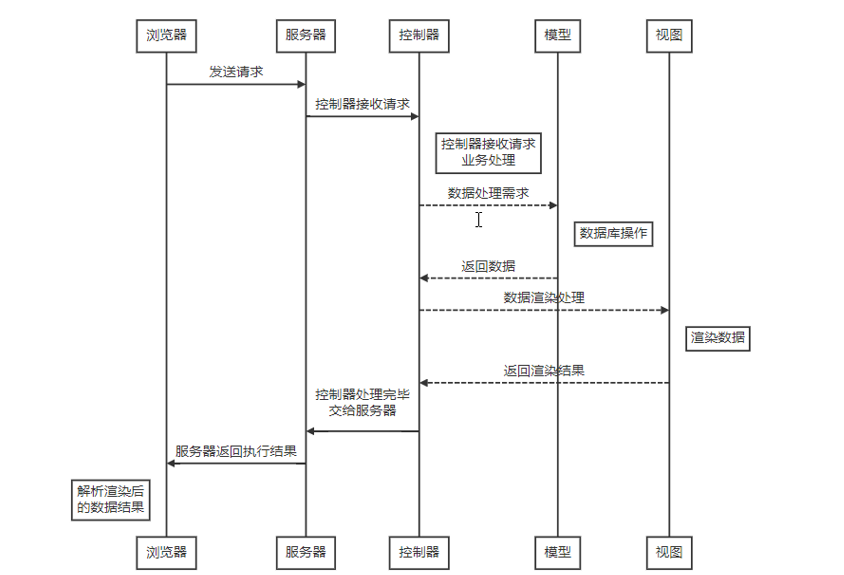 浏览器
服务器
控制器
模型
视图
发送请求
控制器接收请求
控制器接收请求
业务处理
数据处理需求
数据库操作
返回数据
数据渲染处理
渲染数据
返回渲染结果
控制器处理完毕
交给服务器
服务器返回执行结果
解析渲染后
的数据结果
浏览器
服务器
控制器
模型
视图